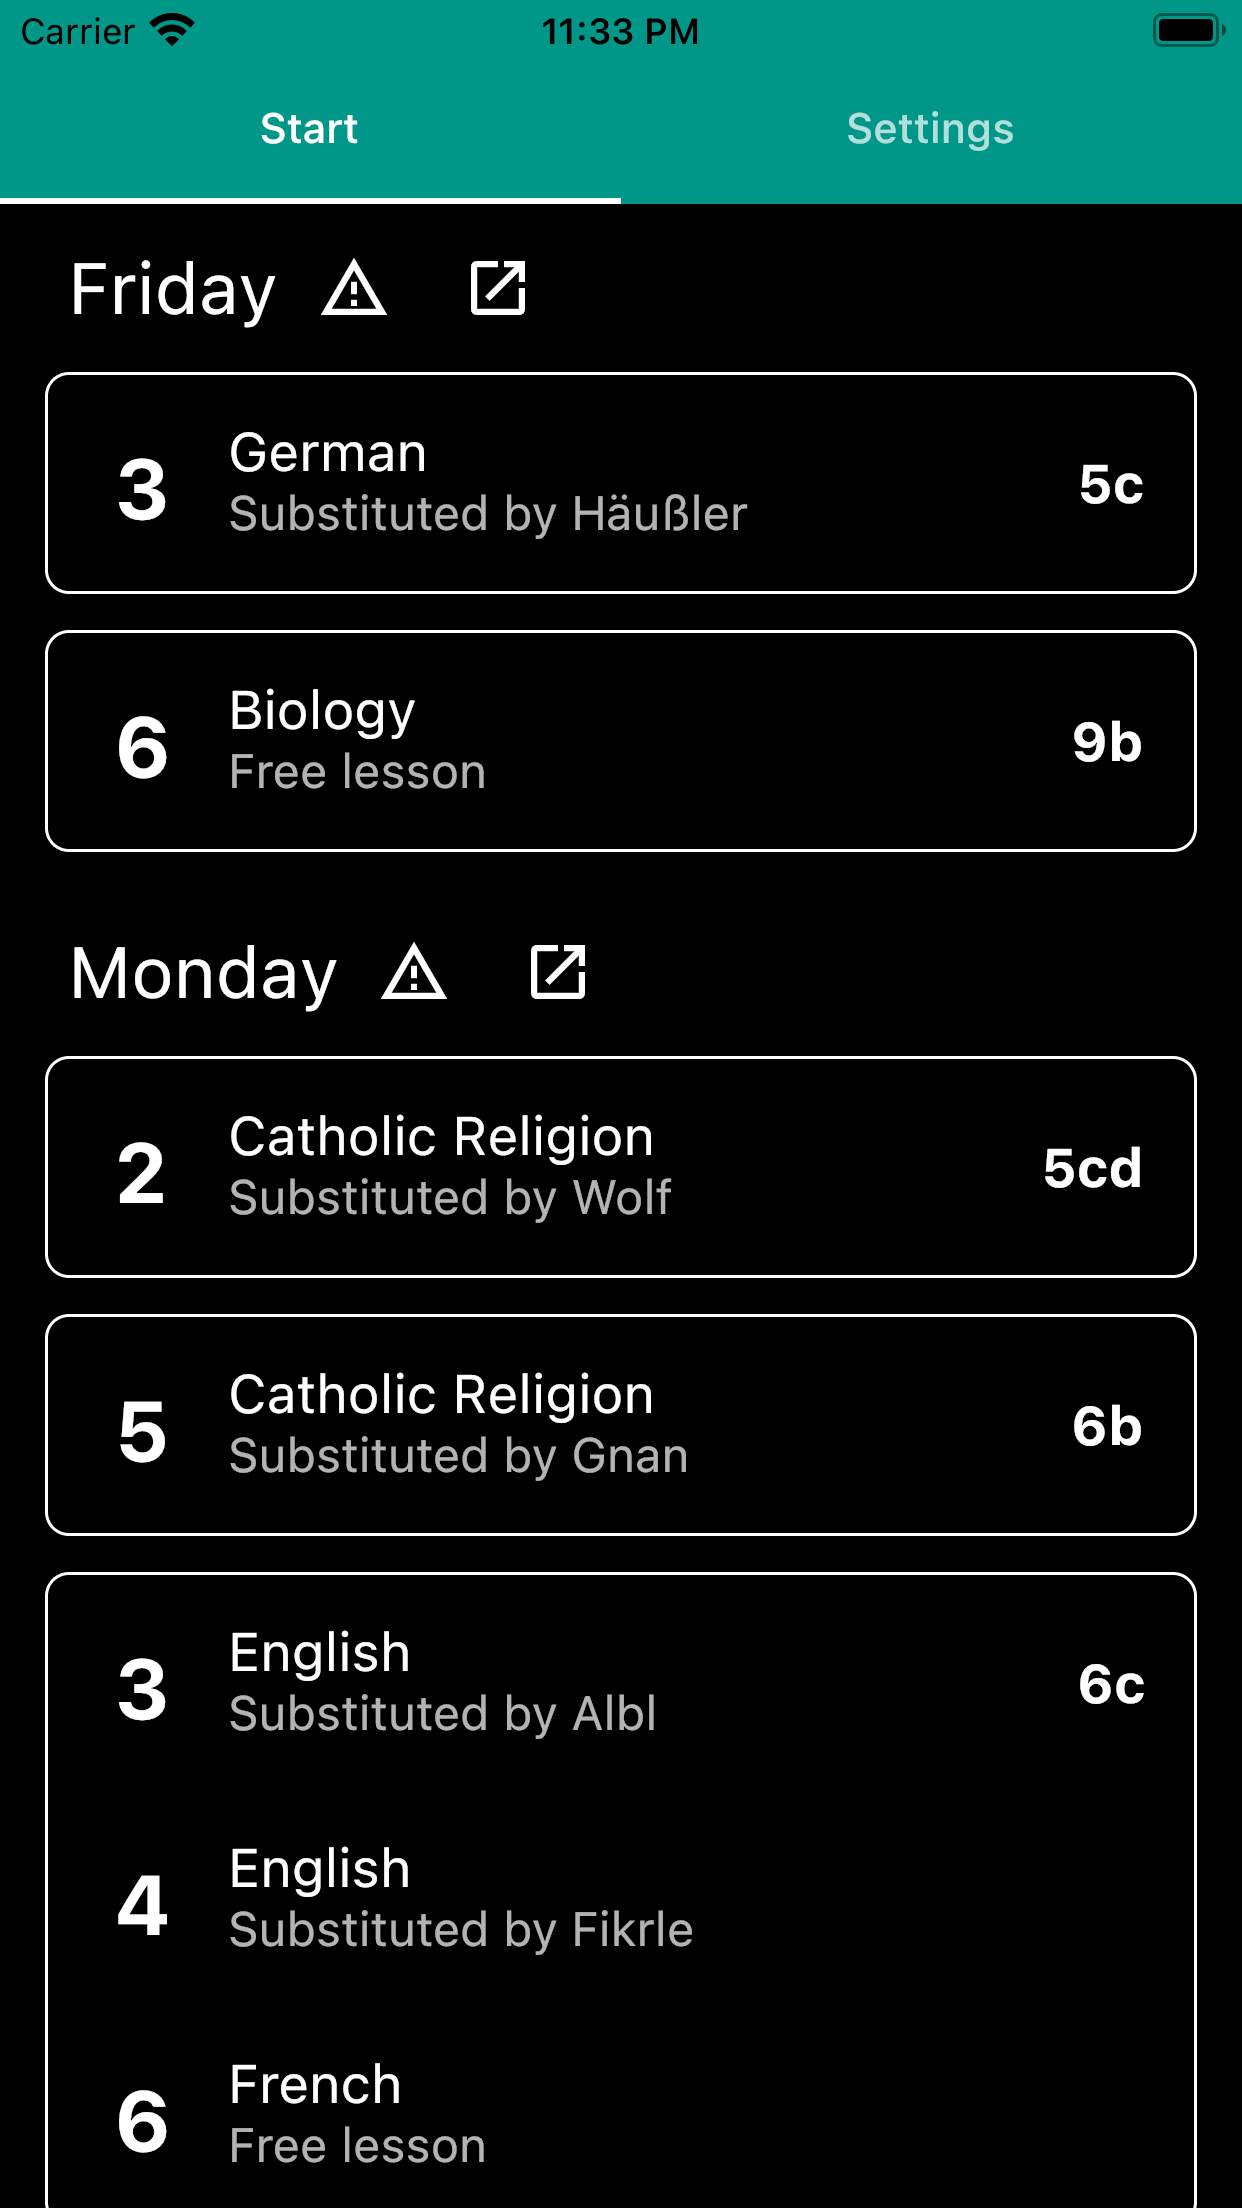 Carrier 11:33 PM
Start Settings
Friday
3 German 5c
Substituted by Häußler
6 Biology 9b
Free lesson
Monday
2 Catholic Religion 5cd
Substituted by Wolf
5 Catholic Religion 6b
Substituted by Gnan
3 English 6c
Substituted by Albl
4 English
Substituted by Fikrle
6 French
Free lesson